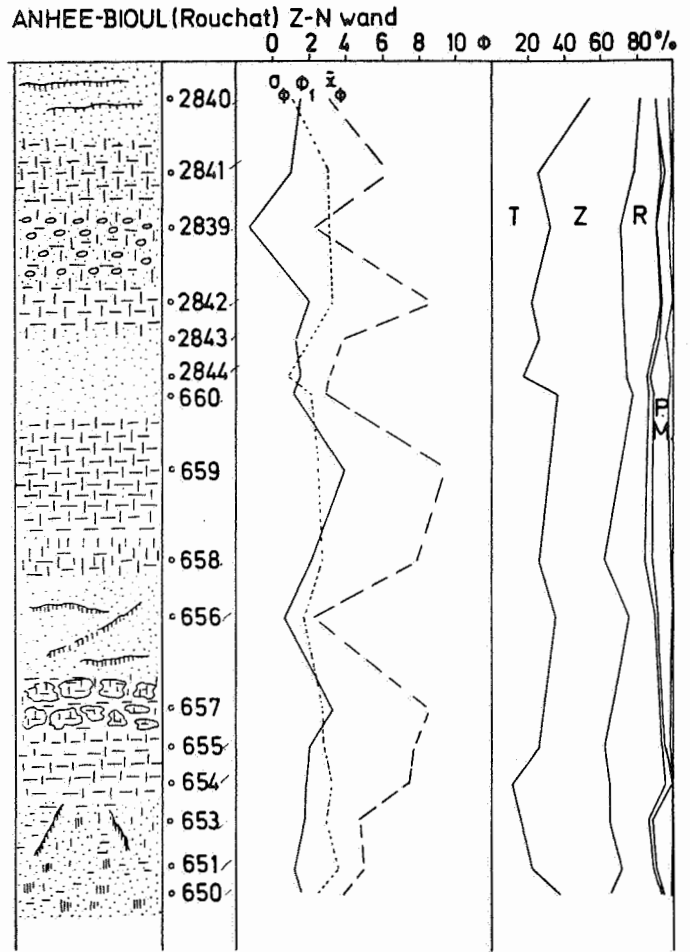 ANHEE-BIOUL (Rouchat) Z-N wand
0 2 4 6 8 10 Φ 20 40 60 80%
σΦ Φ1 x̄Φ
2840
2841
2839
T Z R
2842
2843
2844
660
P
M
659
658
656
657
655
654
653
651
650